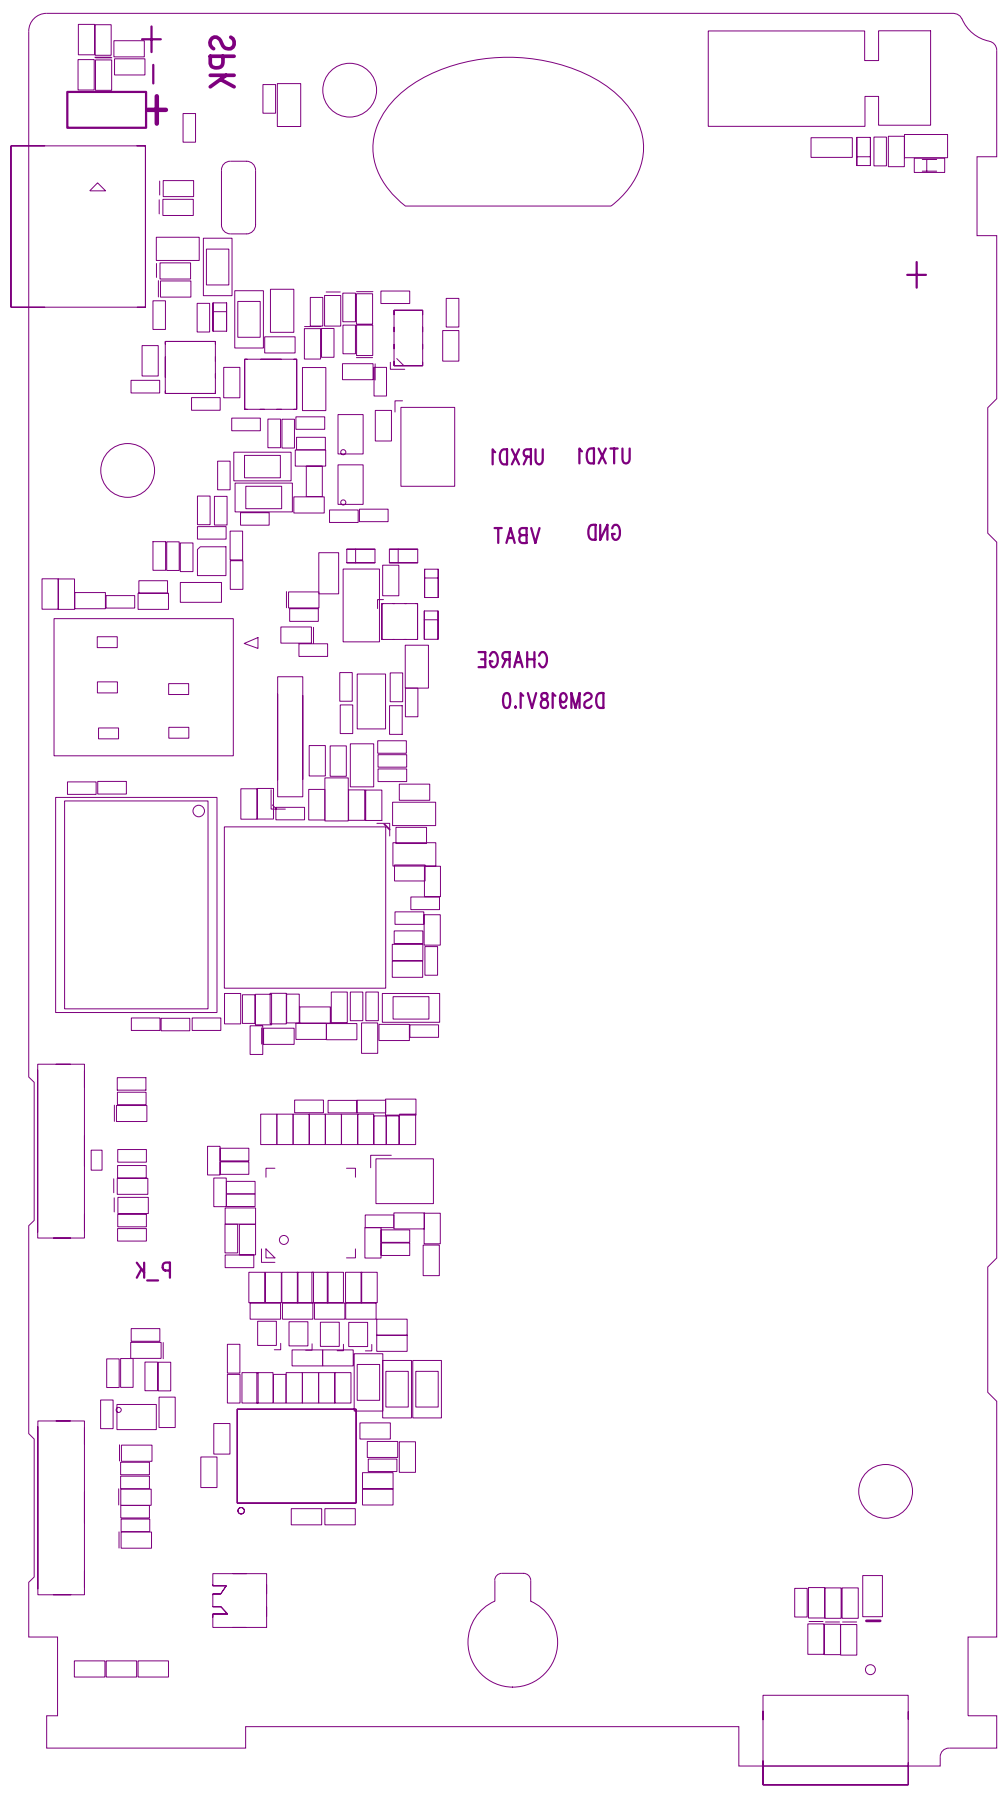 +
-
+
SPK
+
URXD1 UTXD1
VBAT GND
CHARGE
DSM918V1.0
P_K